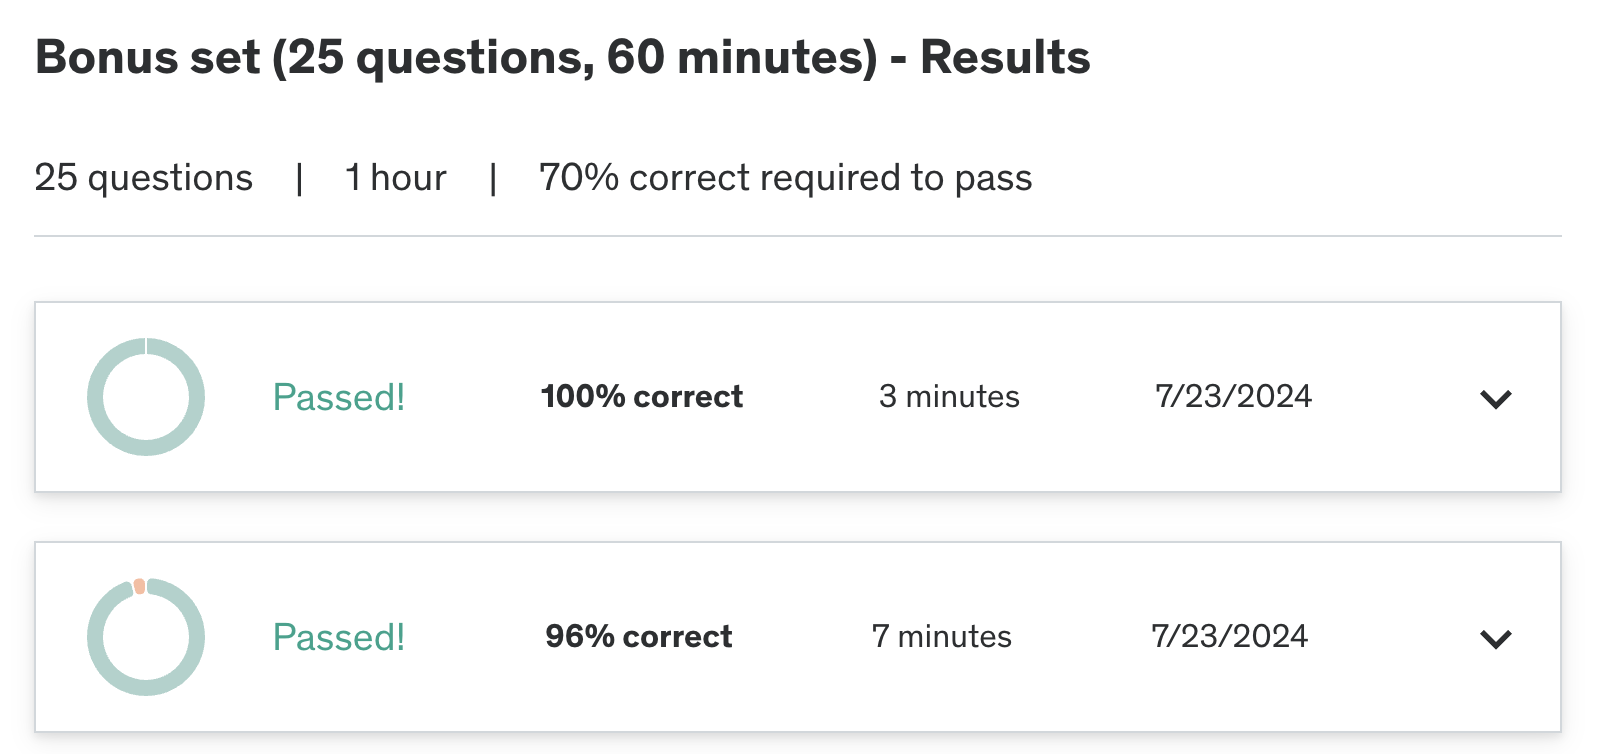 Bonus set (25 questions, 60 minutes) - Results
25 questions | 1 hour | 70% correct required to pass
Passed! 100% correct 3 minutes 7/23/2024
Passed! 96% correct 7 minutes 7/23/2024